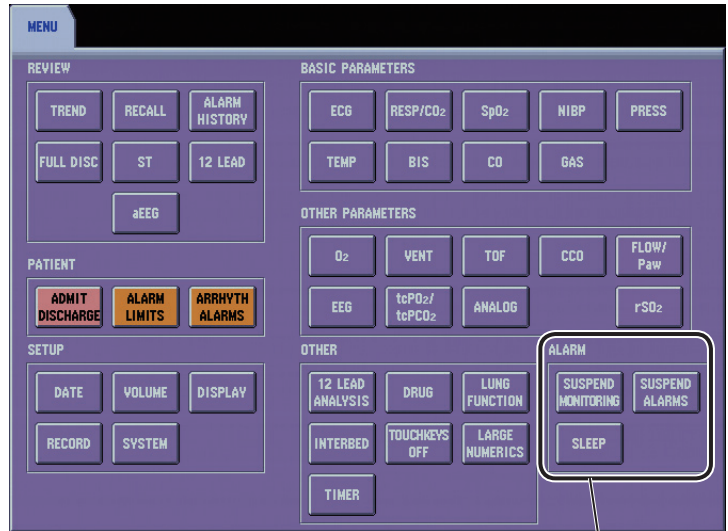 MENU
REVIEW
TREND
RECALL
ALARM
HISTORY
FULL DISC
ST
12 LEAD
aEEG
PATIENT
ADMIT
DISCHARGE
ALARM
LIMITS
ARRHYTH
ALARMS
SETUP
DATE
VOLUME
DISPLAY
RECORD
SYSTEM
BASIC PARAMETERS
ECG
RESP/CO₂
SpO₂
NIBP
PRESS
TEMP
BIS
CO
GAS
OTHER PARAMETERS
O₂
VENT
TOF
CCO
FLOW/
Paw
EEG
tcPO₂/
tcPCO₂
ANALOG
rSO₂
OTHER
12 LEAD
ANALYSIS
DRUG
LUNG
FUNCTION
INTERBED
TOUCHKEYS
OFF
LARGE
NUMERICS
TIMER
ALARM
SUSPEND
MONITORING
SUSPEND
ALARMS
SLEEP